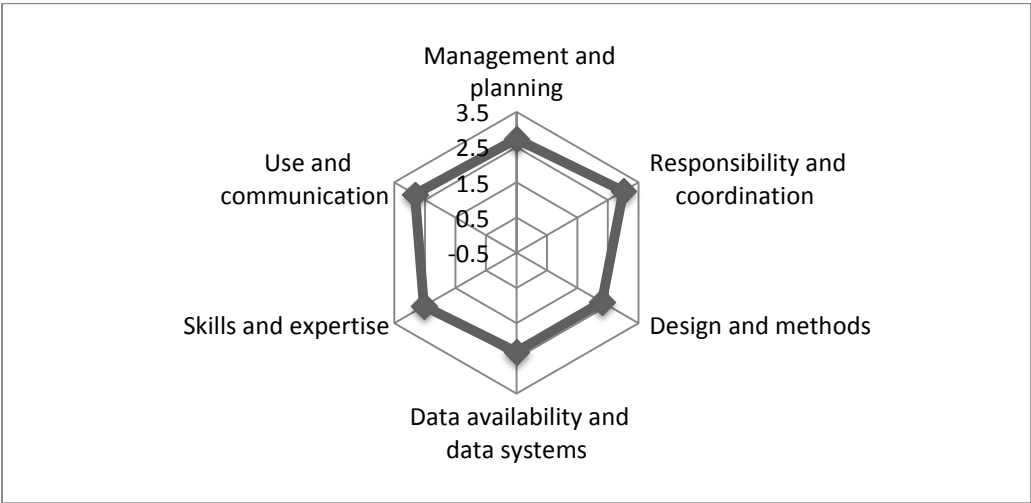 Management and
planning
3.5
2.5
1.5
0.5
-0.5
Use and
communication
Responsibility and
coordination
Skills and expertise
Design and methods
Data availability and
data systems